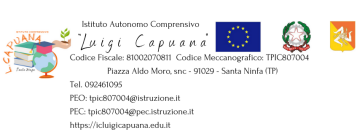 Istituto Autonomo Comprensivo
"Luigi Capuana"
Codice Fiscale: 81002070811 Codice Meccanografico: TPIC807004
Piazza Aldo Moro, snc - 91029 - Santa Ninfa (TP)
Tel. 092461095
PEO: tpic807004@istruzione.it
PEC: tpic807004@pec.istruzione.it
https://icluigicapuana.edu.it
L. CAPUANA